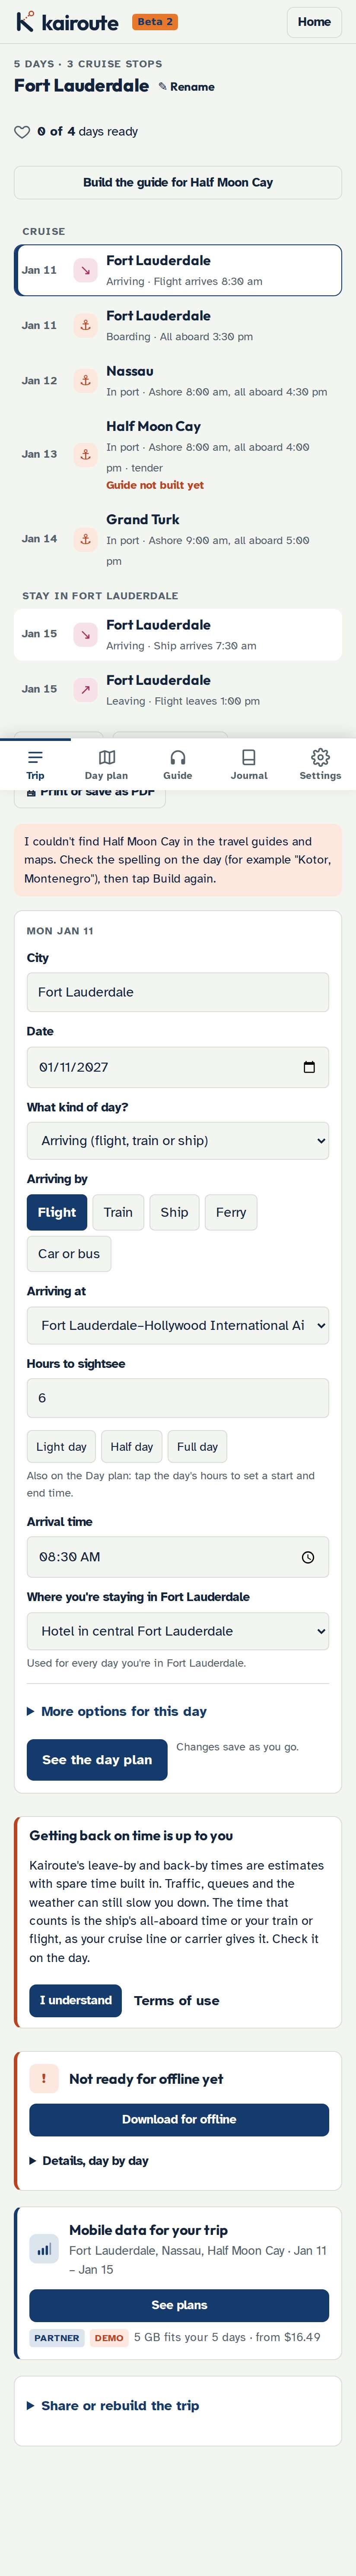 kairoute
Beta 2
Home
5 DAYS · 3 CRUISE STOPS
Fort Lauderdale
✎ Rename
0 of 4 days ready
Build the guide for Half Moon Cay
CRUISE
Jan 11
Fort Lauderdale
Arriving · Flight arrives 8:30 am
Jan 11
Fort Lauderdale
Boarding · All aboard 3:30 pm
Jan 12
Nassau
In port · Ashore 8:00 am, all aboard 4:30 pm
Jan 13
Half Moon Cay
In port · Ashore 8:00 am, all aboard 4:00
pm · tender
Guide not built yet
Jan 14
Grand Turk
In port · Ashore 9:00 am, all aboard 5:00
pm
STAY IN FORT LAUDERDALE
Jan 15
Fort Lauderdale
Arriving · Ship arrives 7:30 am
Jan 15
Fort Lauderdale
Leaving · Flight leaves 1:00 pm
Trip
Day plan
Guide
Journal
Settings
Print or save as PDF
I couldn't find Half Moon Cay in the travel guides and
maps. Check the spelling on the day (for example "Kotor,
Montenegro"), then tap Build again.
MON JAN 11
City
Fort Lauderdale
Date
01/11/2027
What kind of day?
Arriving (flight, train or ship)
Arriving by
Flight
Train
Ship
Ferry
Car or bus
Arriving at
Fort Lauderdale–Hollywood International Ai
Hours to sightsee
6
Light day
Half day
Full day
Also on the Day plan: tap the day's hours to set a start and
end time.
Arrival time
08:30 AM
Where you're staying in Fort Lauderdale
Hotel in central Fort Lauderdale
Used for every day you're in Fort Lauderdale.
More options for this day
See the day plan
Changes save as you go.
Getting back on time is up to you
Kairoute's leave-by and back-by times are estimates
with spare time built in. Traffic, queues and the
weather can still slow you down. The time that
counts is the ship's all-aboard time or your train or
flight, as your cruise line or carrier gives it. Check it
on the day.
I understand
Terms of use
!
Not ready for offline yet
Download for offline
Details, day by day
Mobile data for your trip
Fort Lauderdale, Nassau, Half Moon Cay · Jan 11
– Jan 15
See plans
PARTNER
DEMO
5 GB fits your 5 days · from $16.49
Share or rebuild the trip